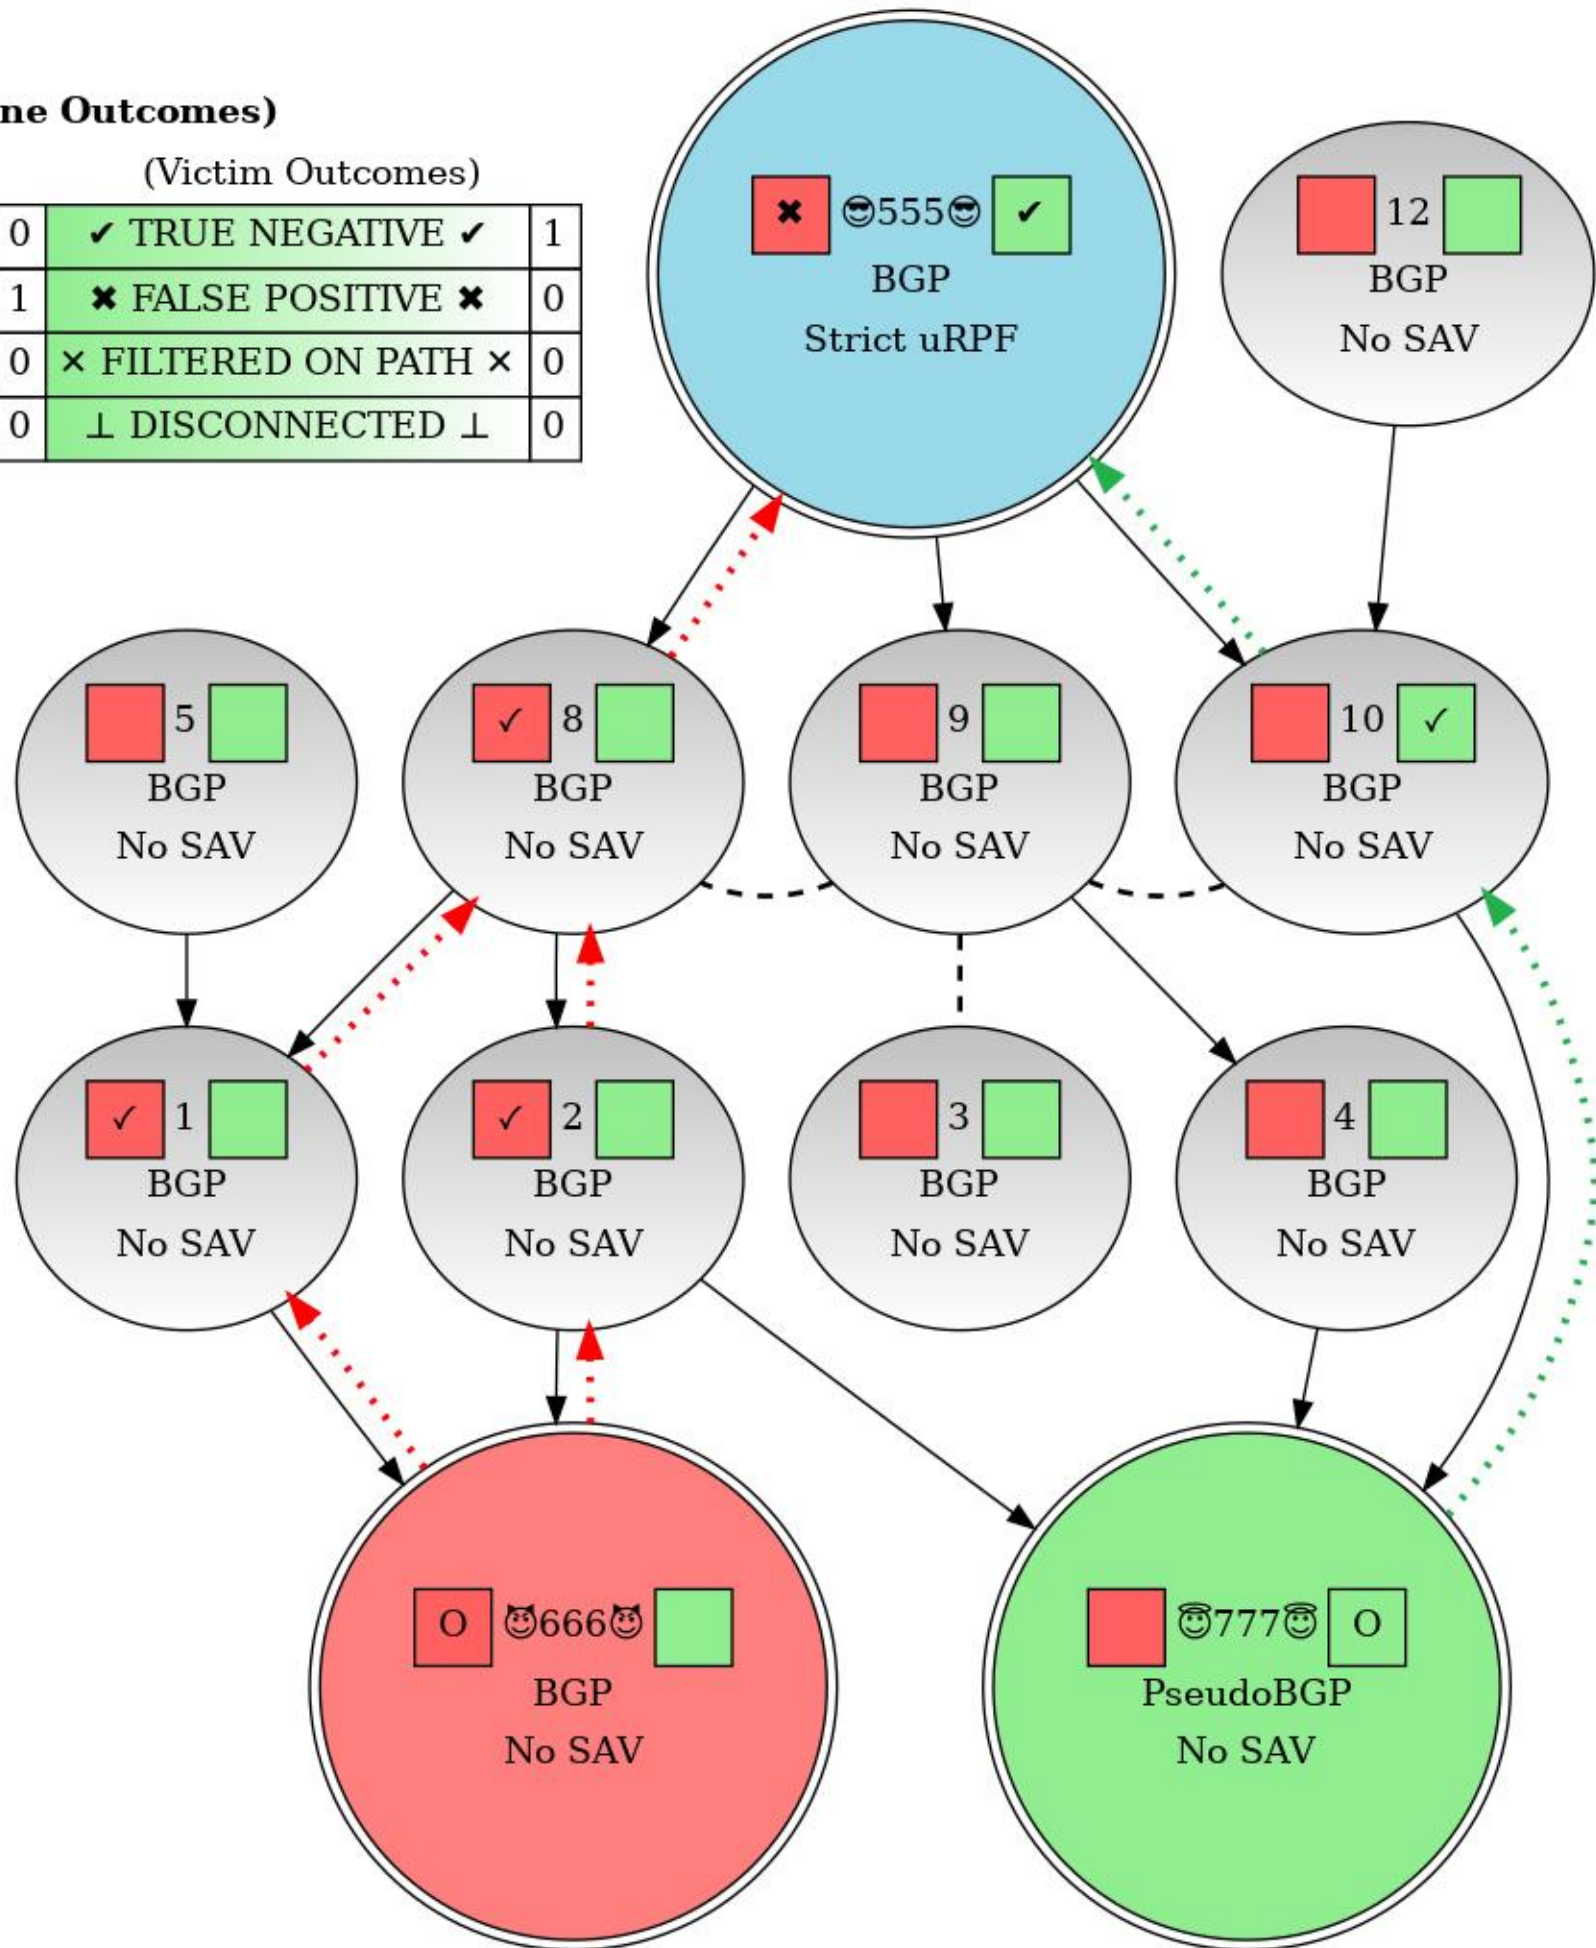 ne Outcomes)
(Victim Outcomes)
0 ✔ TRUE NEGATIVE ✔ 1
1 ✖ FALSE POSITIVE ✖ 0
0 ✕ FILTERED ON PATH ✕ 0
0 ⊥ DISCONNECTED ⊥ 0
✖ 😎555😎 ✔
BGP
Strict uRPF
12
BGP
No SAV
5
BGP
No SAV
✓ 8
BGP
No SAV
9
BGP
No SAV
10 ✓
BGP
No SAV
✓ 1
BGP
No SAV
✓ 2
BGP
No SAV
3
BGP
No SAV
4
BGP
No SAV
O 😈666😈
BGP
No SAV
😇777😇 O
PseudoBGP
No SAV